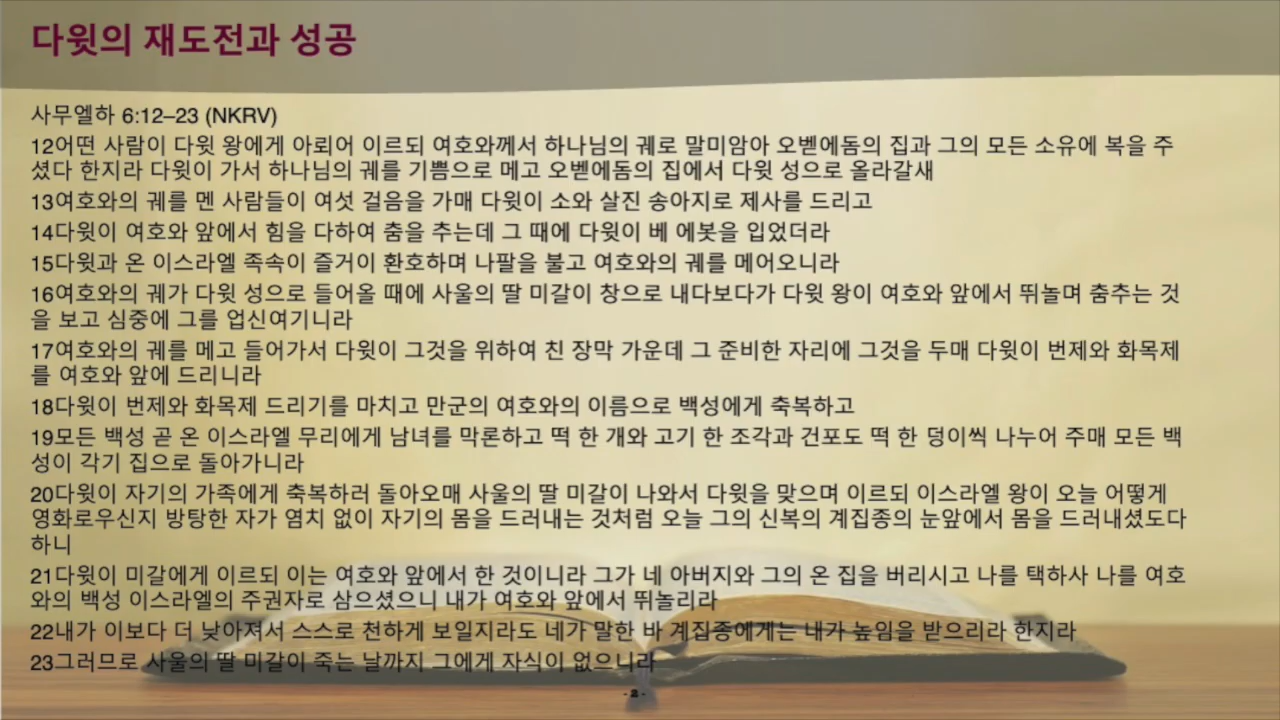 다윗의 재도전과 성공
사무엘하 6:12–23 (NKRV)
12어떤 사람이 다윗 왕에게 아뢰어 이르되 여호와께서 하나님의 궤로 말미암아 오벧에돔의 집과 그의 모든 소유에 복을 주
셨다 한지라 다윗이 가서 하나님의 궤를 기쁨으로 메고 오벧에돔의 집에서 다윗 성으로 올라갈새
13여호와의 궤를 멘 사람들이 여섯 걸음을 가매 다윗이 소와 살진 송아지로 제사를 드리고
14다윗이 여호와 앞에서 힘을 다하여 춤을 추는데 그 때에 다윗이 베 에봇을 입었더라
15다윗과 온 이스라엘 족속이 즐거이 환호하며 나팔을 불고 여호와의 궤를 메어오니라
16여호와의 궤가 다윗 성으로 들어올 때에 사울의 딸 미갈이 창으로 내다보다가 다윗 왕이 여호와 앞에서 뛰놀며 춤추는 것
을 보고 심중에 그를 업신여기니라
17여호와의 궤를 메고 들어가서 다윗이 그것을 위하여 친 장막 가운데 그 준비한 자리에 그것을 두매 다윗이 번제와 화목제
를 여호와 앞에 드리니라
18다윗이 번제와 화목제 드리기를 마치고 만군의 여호와의 이름으로 백성에게 축복하고
19모든 백성 곧 온 이스라엘 무리에게 남녀를 막론하고 떡 한 개와 고기 한 조각과 건포도 떡 한 덩이씩 나누어 주매 모든 백
성이 각기 집으로 돌아가니라
20다윗이 자기의 가족에게 축복하러 돌아오매 사울의 딸 미갈이 나와서 다윗을 맞으며 이르되 이스라엘 왕이 오늘 어떻게
영화로우신지 방탕한 자가 염치 없이 자기의 몸을 드러내는 것처럼 오늘 그의 신복의 계집종의 눈앞에서 몸을 드러내셨도다
하니
21다윗이 미갈에게 이르되 이는 여호와 앞에서 한 것이니라 그가 네 아버지와 그의 온 집을 버리시고 나를 택하사 나를 여호
와의 백성 이스라엘의 주권자로 삼으셨으니 내가 여호와 앞에서 뛰놀리라
22내가 이보다 더 낮아져서 스스로 천하게 보일지라도 네가 말한 바 계집종에게는 내가 높임을 받으리라 한지라
23그러므로 사울의 딸 미갈이 죽는 날까지 그에게 자식이 없으니라
- 2 -